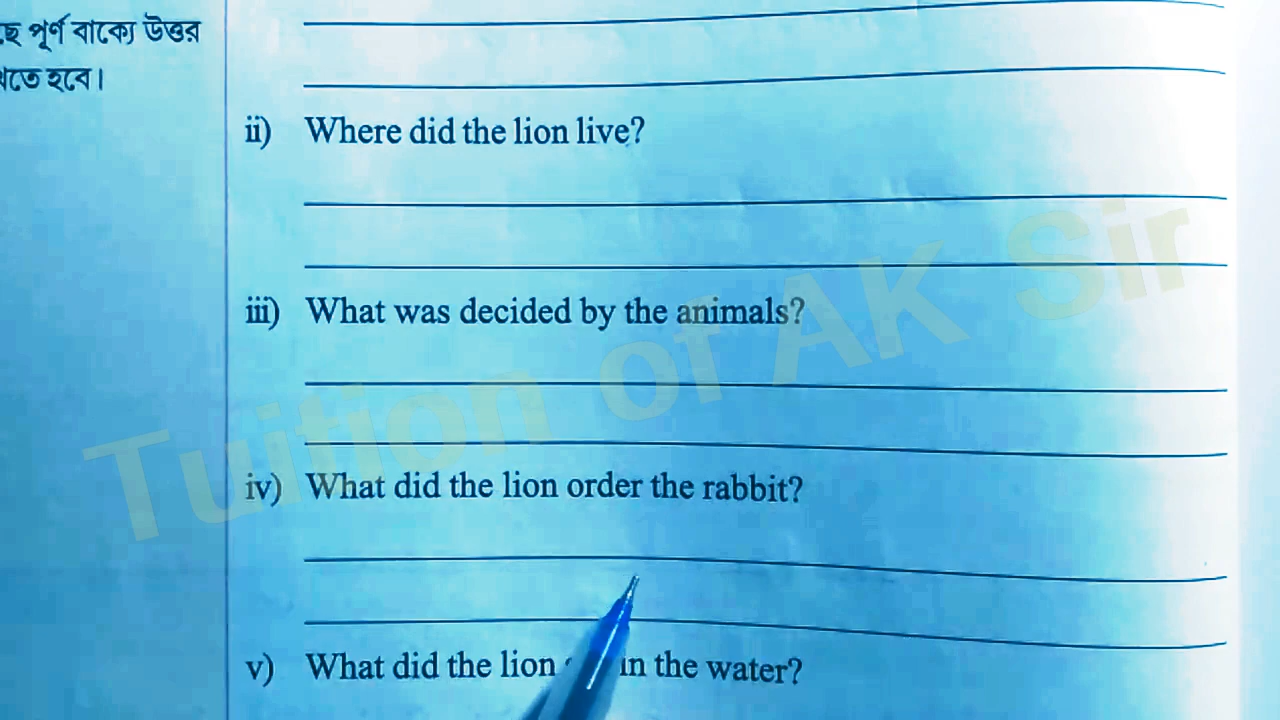 পূর্ণ বাক্যে উত্তর
হবে।
ii) Where did the lion live?
iii) What was decided by the animals?
iv) What did the lion order the rabbit?
v) What did the lion in the water?
Tuition of AK Sir